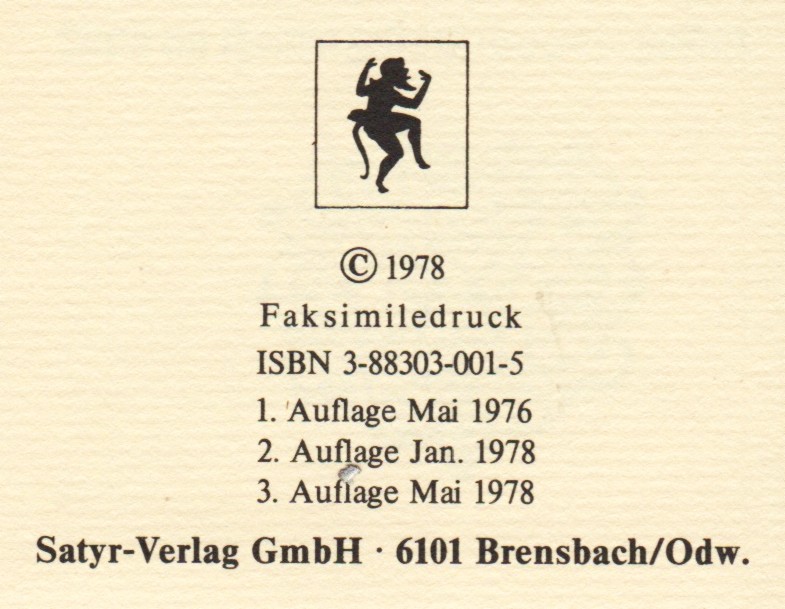 © 1978
Faksimiledruck
ISBN 3-88303-001-5
1. Auflage Mai 1976
2. Auflage Jan. 1978
3. Auflage Mai 1978
Satyr-Verlag GmbH · 6101 Brensbach/Odw.